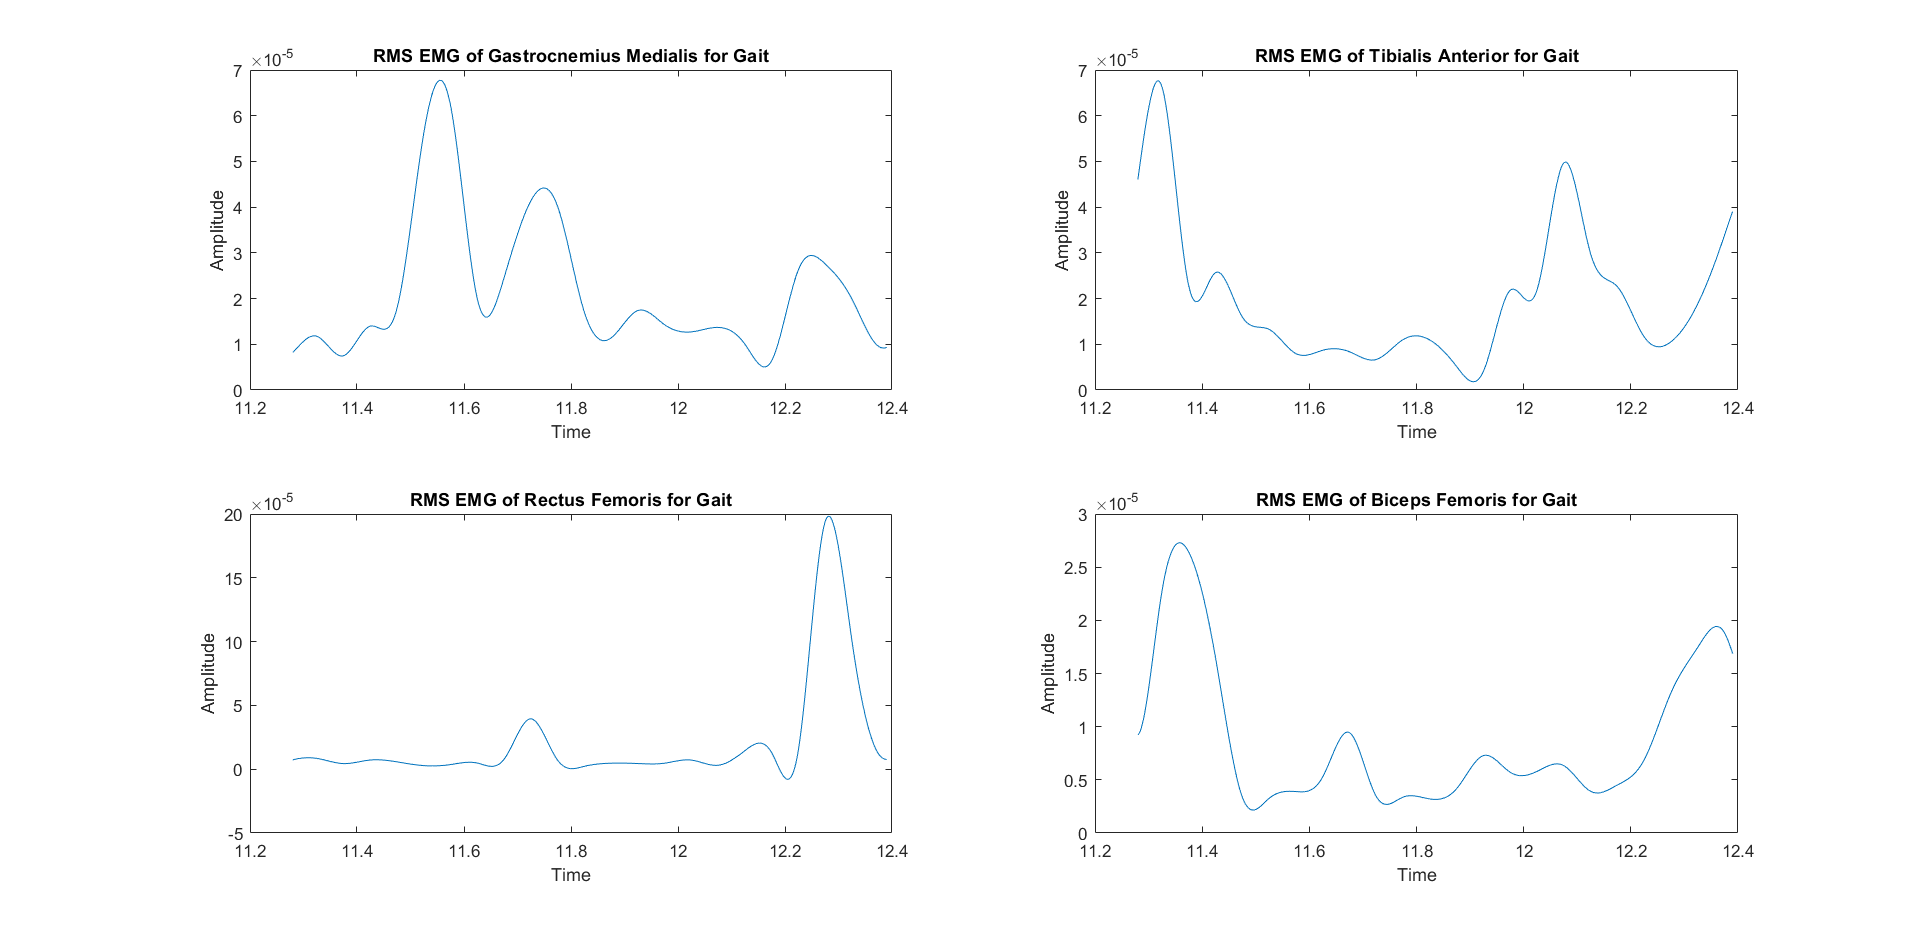 RMS EMG of Gastrocnemius Medialis for Gait
×10-5
7
6
5
4
3
2
1
0
Amplitude
11.2 11.4 11.6 11.8 12 12.2 12.4
Time
RMS EMG of Tibialis Anterior for Gait
×10-5
7
6
5
4
3
2
1
0
Amplitude
11.2 11.4 11.6 11.8 12 12.2 12.4
Time
RMS EMG of Rectus Femoris for Gait
×10-5
20
15
10
5
0
-5
Amplitude
11.2 11.4 11.6 11.8 12 12.2 12.4
Time
RMS EMG of Biceps Femoris for Gait
×10-5
3
2.5
2
1.5
1
0.5
0
Amplitude
11.2 11.4 11.6 11.8 12 12.2 12.4
Time